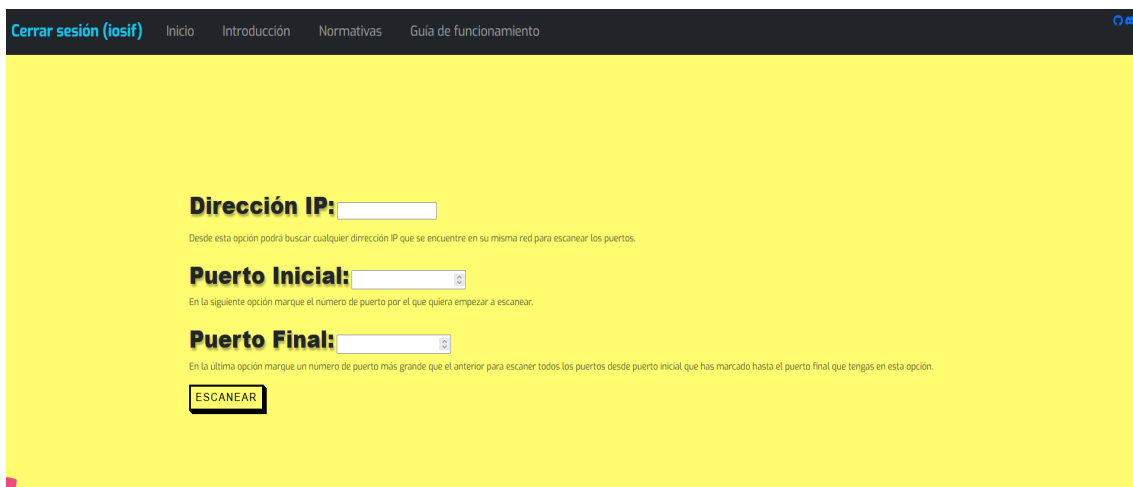 Cerrar sesión (iosif) Inicio Introducción Normativas Guía de funcionamiento
Dirección IP:
Desde esta opción podrá buscar cualquier dirrección IP que se encuentre en su misma red para escanear los puertos.
Puerto Inicial:
En la siguiente opción marque el número de puerto por el que quiera empezar a escanear.
Puerto Final:
En la última opción marque un número de puerto más grande que el anterior para escaner todos los puertos desde puerto inicial que has marcado hasta el puerto final que tengas en esta opción.
ESCANEAR